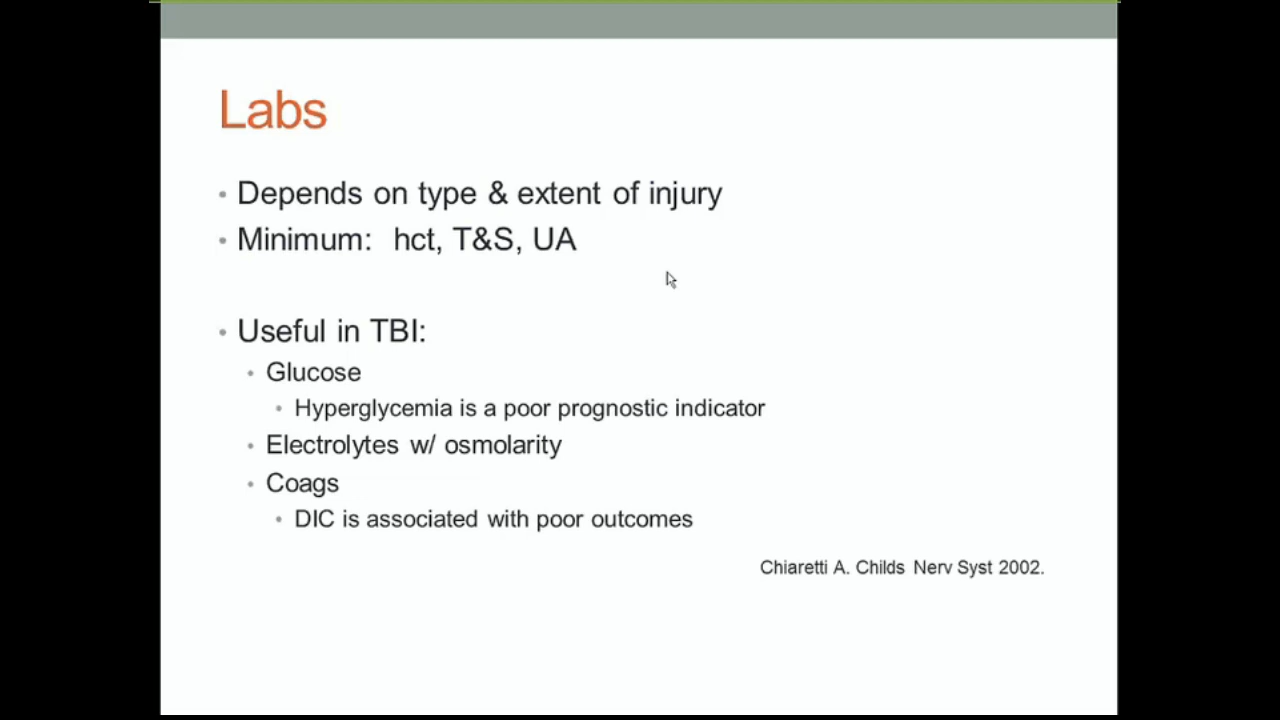 Labs
• Depends on type & extent of injury
• Minimum: hct, T&S, UA
• Useful in TBI:
• Glucose
• Hyperglycemia is a poor prognostic indicator
• Electrolytes w/ osmolarity
• Coags
• DIC is associated with poor outcomes
Chiaretti A. Childs Nerv Syst 2002.